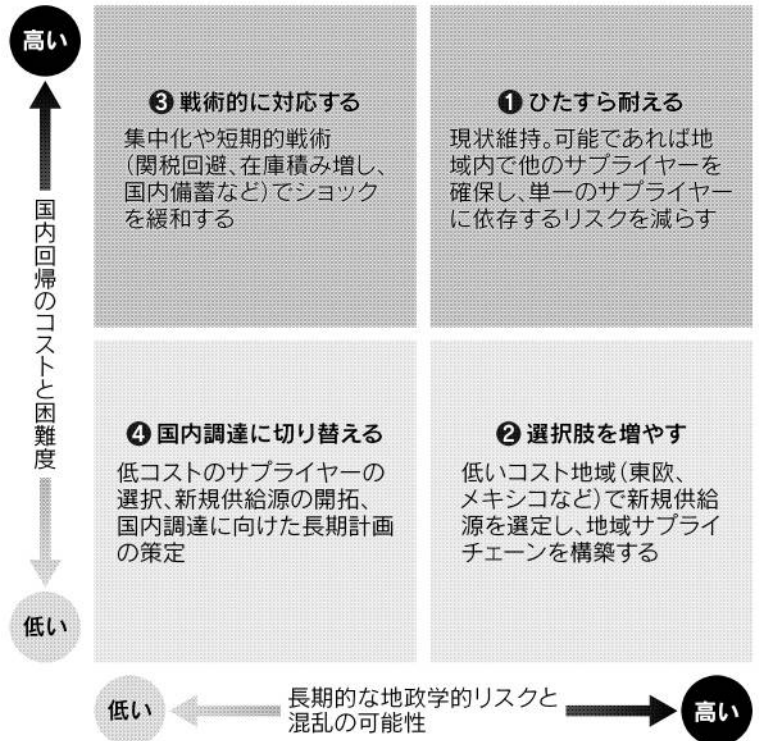 高い
❸ 戦術的に対応する
集中化や短期的戦術
(関税回避、在庫積み増し、
国内備蓄など)でショック
を緩和する
❶ ひたすら耐える
現状維持。可能であれば地
域内で他のサプライヤーを
確保し、単一のサプライヤー
に依存するリスクを減らす
国内回帰のコストと困難度
❹ 国内調達に切り替える
低コストのサプライヤーの
選択、新規供給源の開拓、
国内調達に向けた長期計画
の策定
❷ 選択肢を増やす
低いコスト地域(東欧、
メキシコなど)で新規供給
源を選定し、地域サプライ
チェーンを構築する
低い
低い
長期的な地政学的リスクと
混乱の可能性
高い